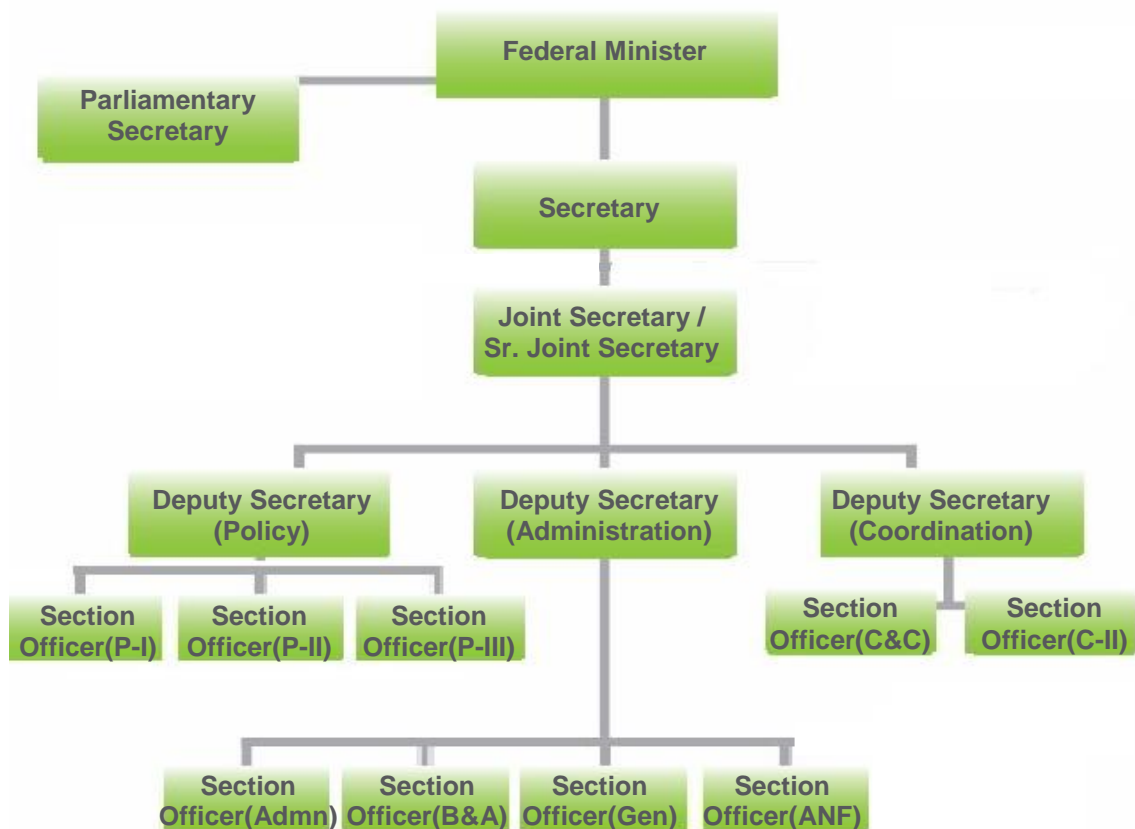 Federal Minister
Parliamentary
Secretary
Secretary
Joint Secretary /
Sr. Joint Secretary
Deputy Secretary
(Policy)
Deputy Secretary
(Administration)
Deputy Secretary
(Coordination)
Section
Officer(P-I)
Section
Officer(P-II)
Section
Officer(P-III)
Section
Officer(C&C)
Section
Officer(C-II)
Section
Officer(Admn)
Section
Officer(B&A)
Section
Officer(Gen)
Section
Officer(ANF)